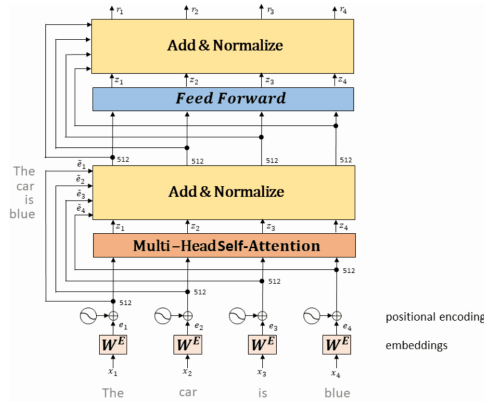 r₁ r₂ r₃ r₄
Add & Normalize
z₁ z₂ z₃ z₄
Feed Forward
512 512 512 512
ẽ₁
ẽ₂
ẽ₃
ẽ₄
The
car
is
blue
Add & Normalize
z₁ z₂ z₃ z₄
Multi-Head Self-Attention
512
512
512
512
positional encoding
e₁ e₂ e₃ e₄
Wᴱ Wᴱ Wᴱ Wᴱ
embeddings
x₁ x₂ x₃ x₄
The car is blue